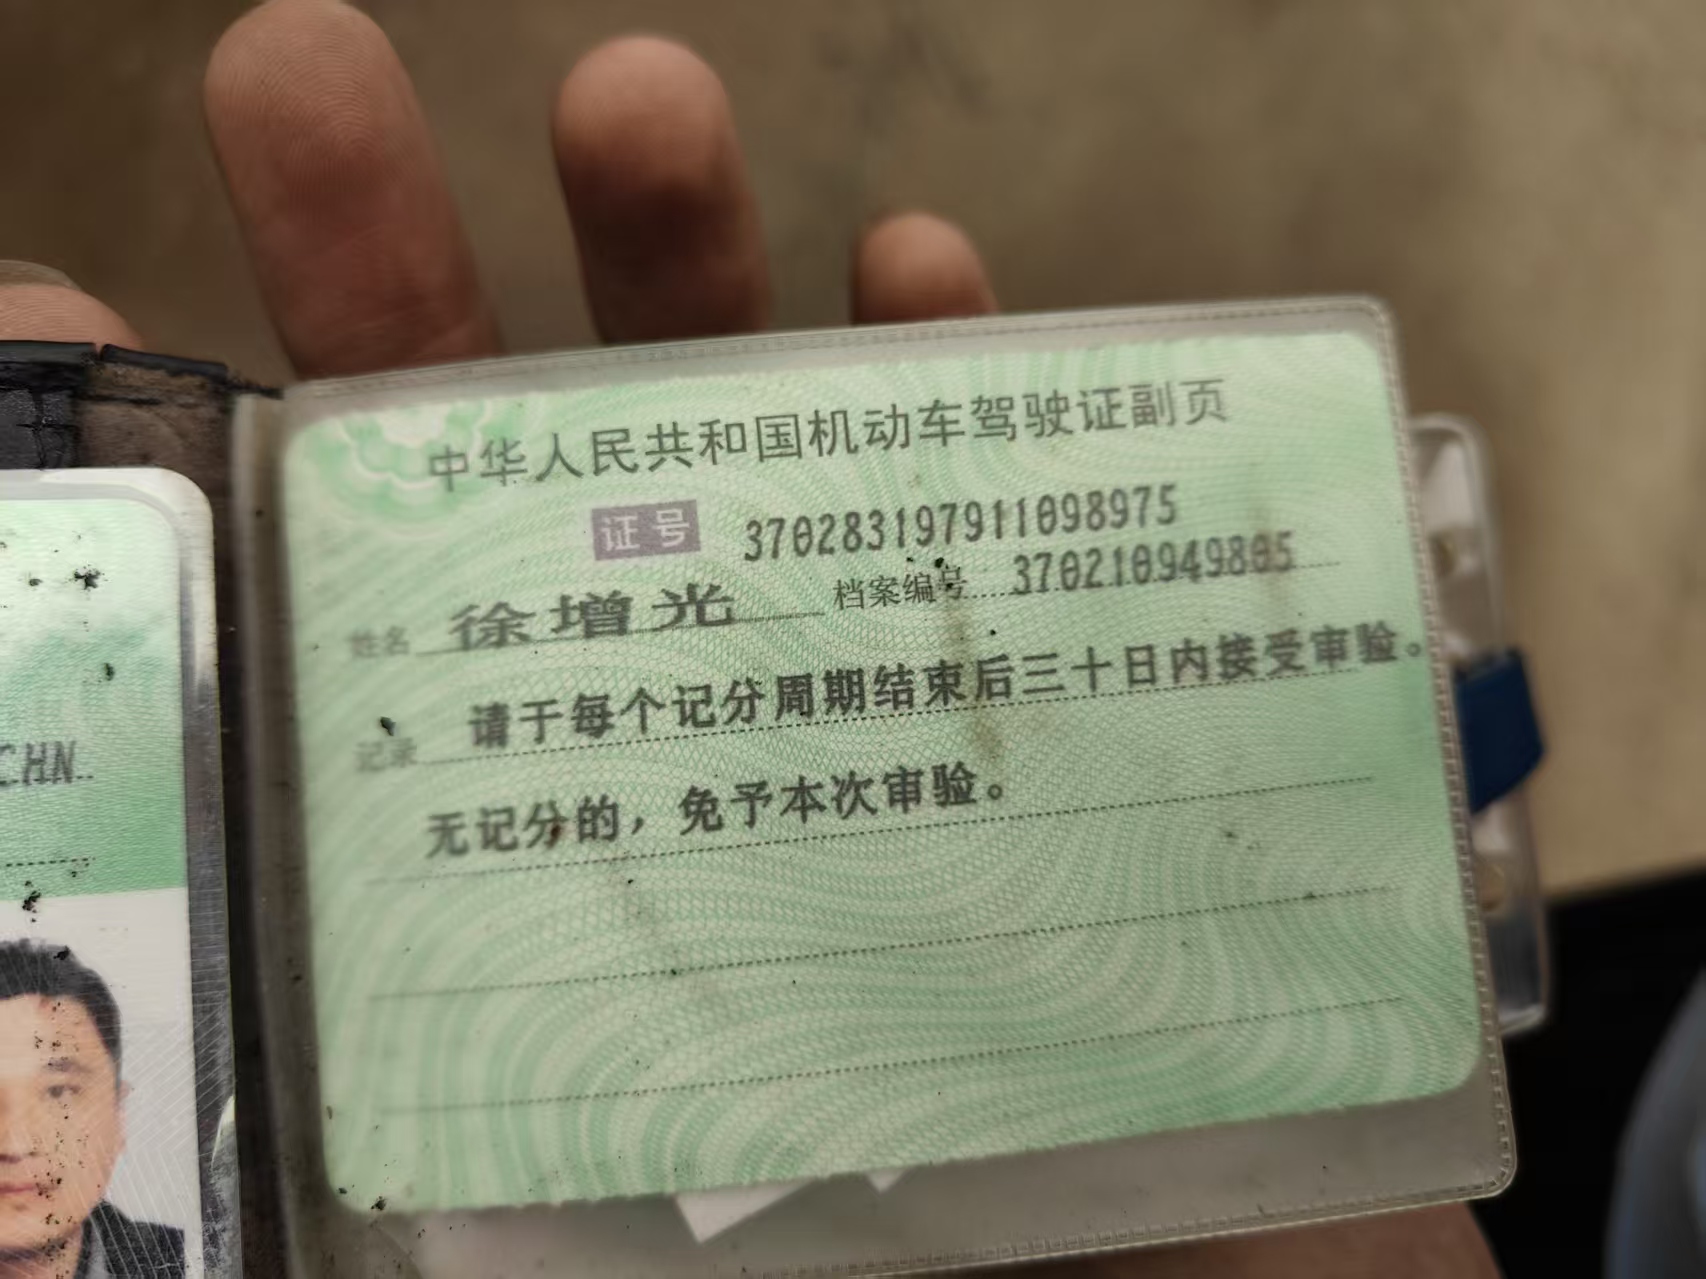 中华人民共和国机动车驾驶证副页
证号 370283197911098975
姓名 徐增光 档案编号 370210949805
记录 请于每个记分周期结束后三十日内接受审验。
无记分的，免予本次审验。
CHN